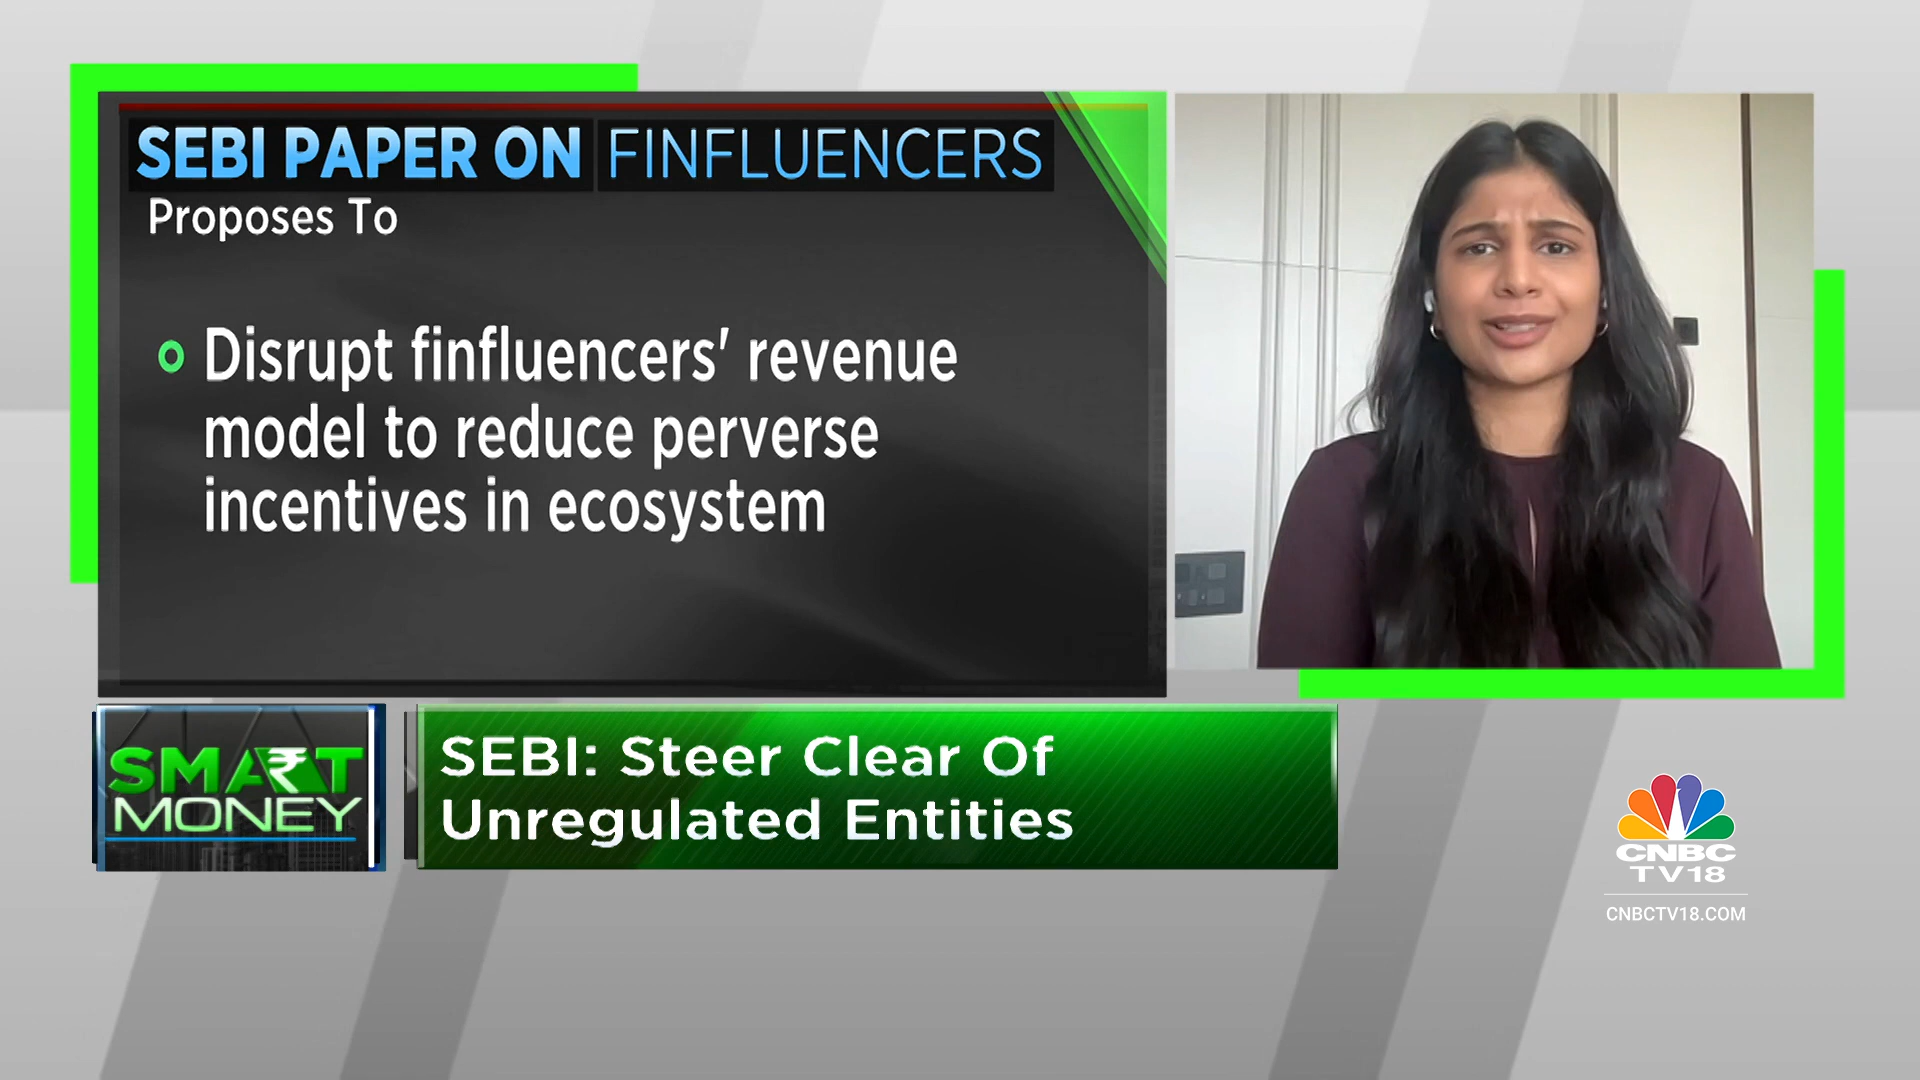 SEBI PAPER ON FINFLUENCERS
Proposes To
Disrupt finfluencers' revenue
model to reduce perverse
incentives in ecosystem
SMART
MONEY
SEBI: Steer Clear Of
Unregulated Entities
CNBC
TV18
CNBCTV18.COM